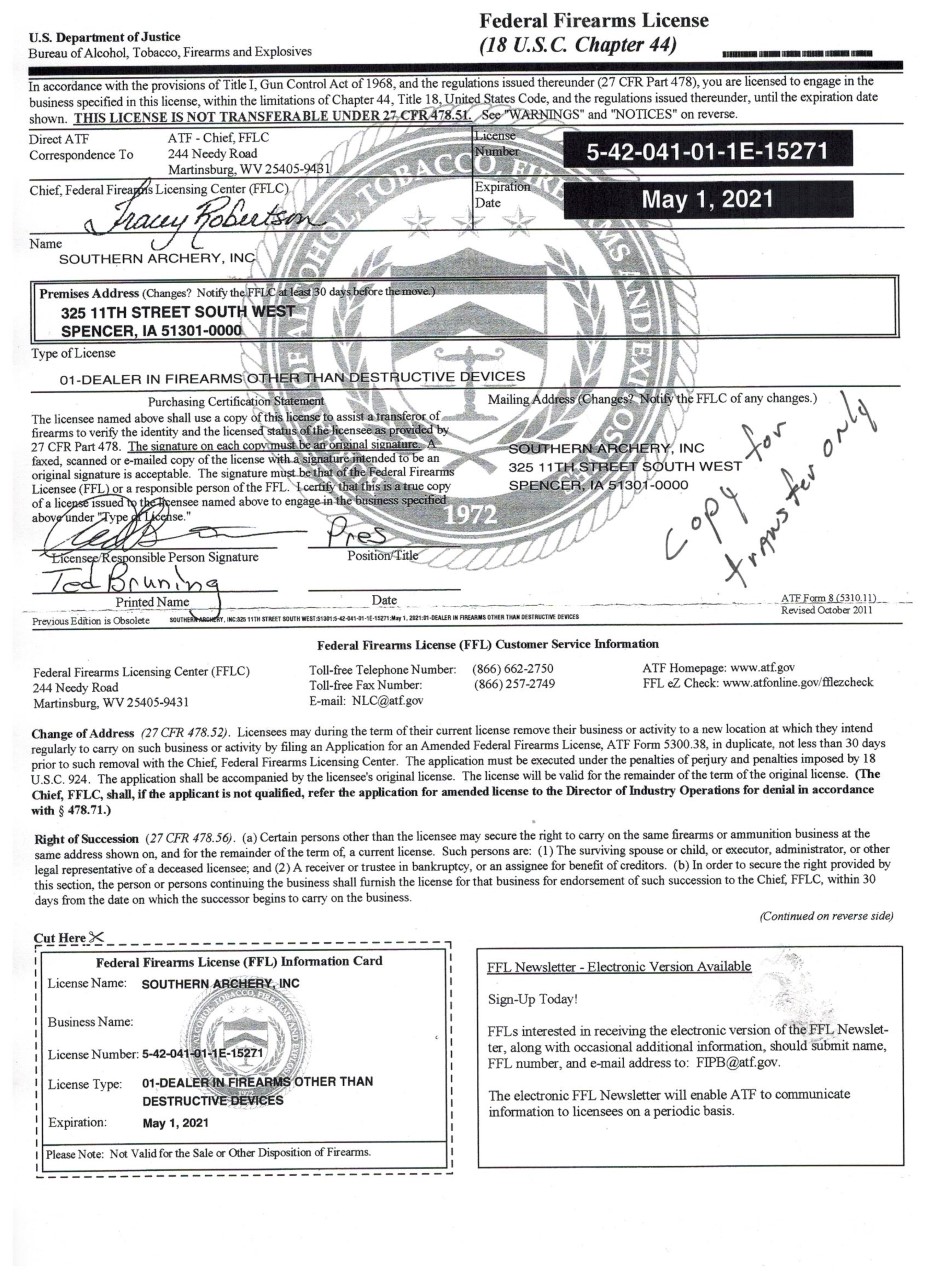 U.S. Department of Justice
Bureau of Alcohol, Tobacco, Firearms and Explosives
Federal Firearms License
(18 U.S.C. Chapter 44)
In accordance with the provisions of Title I, Gun Control Act of 1968, and the regulations issued thereunder (27 CFR Part 478), you are licensed to engage in the
business specified in this license, within the limitations of Chapter 44, Title 18, United States Code, and the regulations issued thereunder, until the expiration date
shown. THIS LICENSE IS NOT TRANSFERABLE UNDER 27 CFR 478.51. See "WARNINGS" and "NOTICES" on reverse.
Direct ATF
Correspondence To
ATF - Chief, FFLC
244 Needy Road
Martinsburg, WV 25405-9431
License
Number
5-42-041-01-1E-15271
Chief, Federal Firearms Licensing Center (FFLC)
Tracey Robertson
Expiration
Date
May 1, 2021
Name
SOUTHERN ARCHERY, INC
Premises Address (Changes? Notify the FFLC at least 30 days before the move.)
325 11TH STREET SOUTH WEST
SPENCER, IA 51301-0000
Type of License
01-DEALER IN FIREARMS OTHER THAN DESTRUCTIVE DEVICES
Purchasing Certification Statement
The licensee named above shall use a copy of this license to assist a transferor of
firearms to verify the identity and the licensed status of the licensee as provided by
27 CFR Part 478. The signature on each copy must be an original signature. A
faxed, scanned or e-mailed copy of the license with a signature intended to be an
original signature is acceptable. The signature must be that of the Federal Firearms
Licensee (FFL) or a responsible person of the FFL. I certify that this is a true copy
of a license issued to the licensee named above to engage in the business specified
above under "Type of License."
Mailing Address (Changes? Notify the FFLC of any changes.)
SOUTHERN ARCHERY, INC
325 11TH STREET SOUTH WEST
SPENCER, IA 51301-0000
Copy for
transfer only
1972
Pres
Licensee/Responsible Person Signature
Position/Title
Ted Bruning
Printed Name
Date
ATF Form 8 (5310.11)
Revised October 2011
Previous Edition is Obsolete
SOUTHERN ARCHERY, INC:325 11TH STREET SOUTH WEST:51301:5-42-041-01-1E-15271:May 1, 2021:01-DEALER IN FIREARMS OTHER THAN DESTRUCTIVE DEVICES
Federal Firearms License (FFL) Customer Service Information
Federal Firearms Licensing Center (FFLC)
244 Needy Road
Martinsburg, WV 25405-9431
Toll-free Telephone Number: (866) 662-2750
Toll-free Fax Number: (866) 257-2749
E-mail: NLC@atf.gov
ATF Homepage: www.atf.gov
FFL eZ Check: www.atfonline.gov/fflezcheck
Change of Address (27 CFR 478.52). Licensees may during the term of their current license remove their business or activity to a new location at which they intend
regularly to carry on such business or activity by filing an Application for an Amended Federal Firearms License, ATF Form 5300.38, in duplicate, not less than 30 days
prior to such removal with the Chief, Federal Firearms Licensing Center. The application must be executed under the penalties of perjury and penalties imposed by 18
U.S.C. 924. The application shall be accompanied by the licensee's original license. The license will be valid for the remainder of the term of the original license. (The
Chief, FFLC, shall, if the applicant is not qualified, refer the application for amended license to the Director of Industry Operations for denial in accordance
with § 478.71.)
Right of Succession (27 CFR 478.56). (a) Certain persons other than the licensee may secure the right to carry on the same firearms or ammunition business at the
same address shown on, and for the remainder of the term of, a current license. Such persons are: (1) The surviving spouse or child, or executor, administrator, or other
legal representative of a deceased licensee; and (2) A receiver or trustee in bankruptcy, or an assignee for benefit of creditors. (b) In order to secure the right provided by
this section, the person or persons continuing the business shall furnish the license for that business for endorsement of such succession to the Chief, FFLC, within 30
days from the date on which the successor begins to carry on the business.
(Continued on reverse side)
Cut Here
Federal Firearms License (FFL) Information Card
License Name: SOUTHERN ARCHERY, INC
Business Name:
License Number: 5-42-041-01-1E-15271
License Type: 01-DEALER IN FIREARMS OTHER THAN
DESTRUCTIVE DEVICES
Expiration: May 1, 2021
Please Note: Not Valid for the Sale or Other Disposition of Firearms.
FFL Newsletter - Electronic Version Available
Sign-Up Today!
FFLs interested in receiving the electronic version of the FFL Newslet-
ter, along with occasional additional information, should submit name,
FFL number, and e-mail address to: FIPB@atf.gov.
The electronic FFL Newsletter will enable ATF to communicate
information to licensees on a periodic basis.